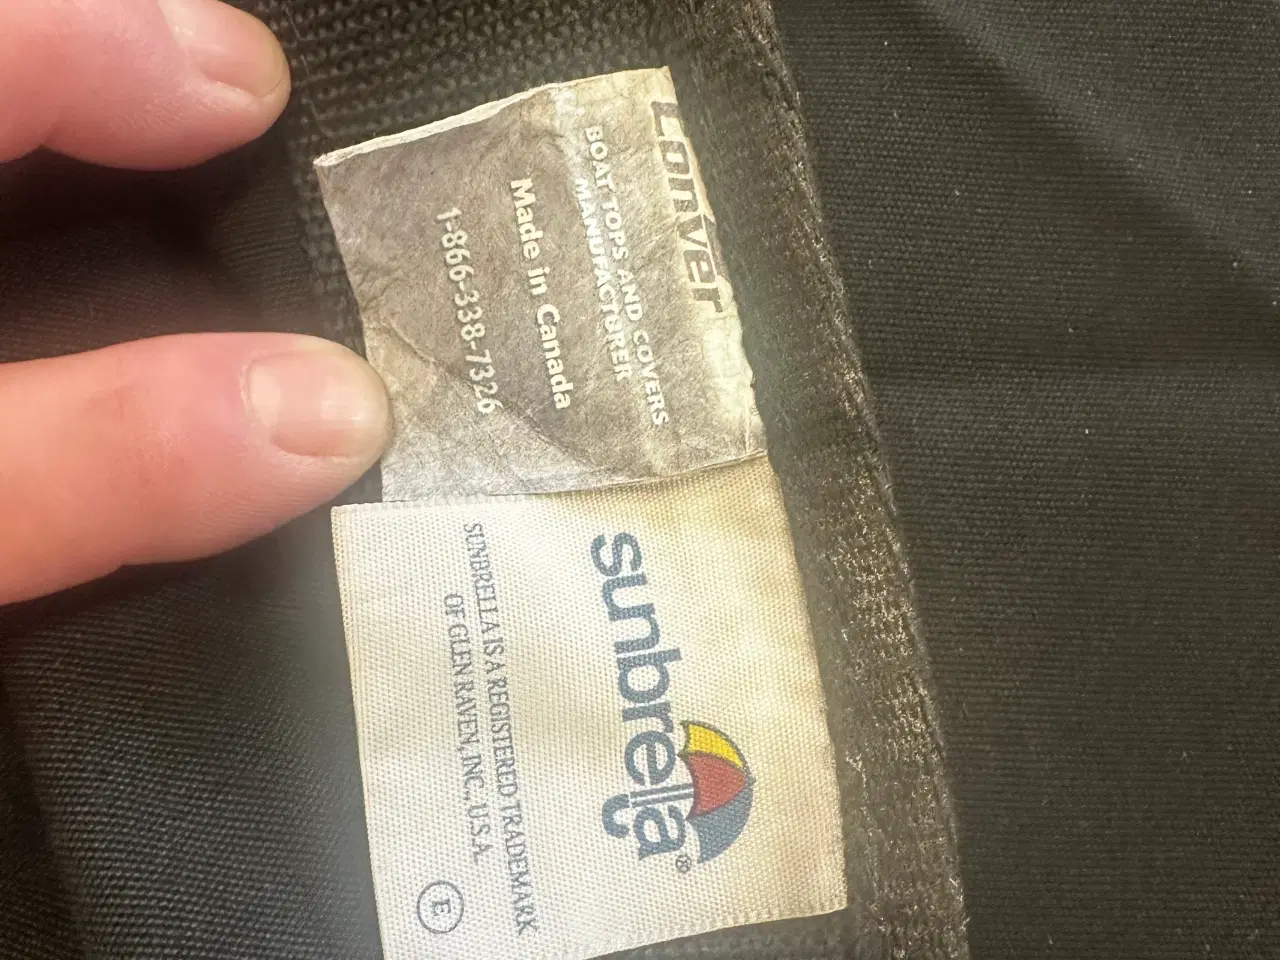 Conver
BOAT TOPS AND COVERS
MANUFACTURER
Made in Canada
1-866-338-7326
sunbrella®
SUNBRELLA IS A REGISTERED TRADEMARK
OF GLEN RAVEN, INC., U.S.A.
E